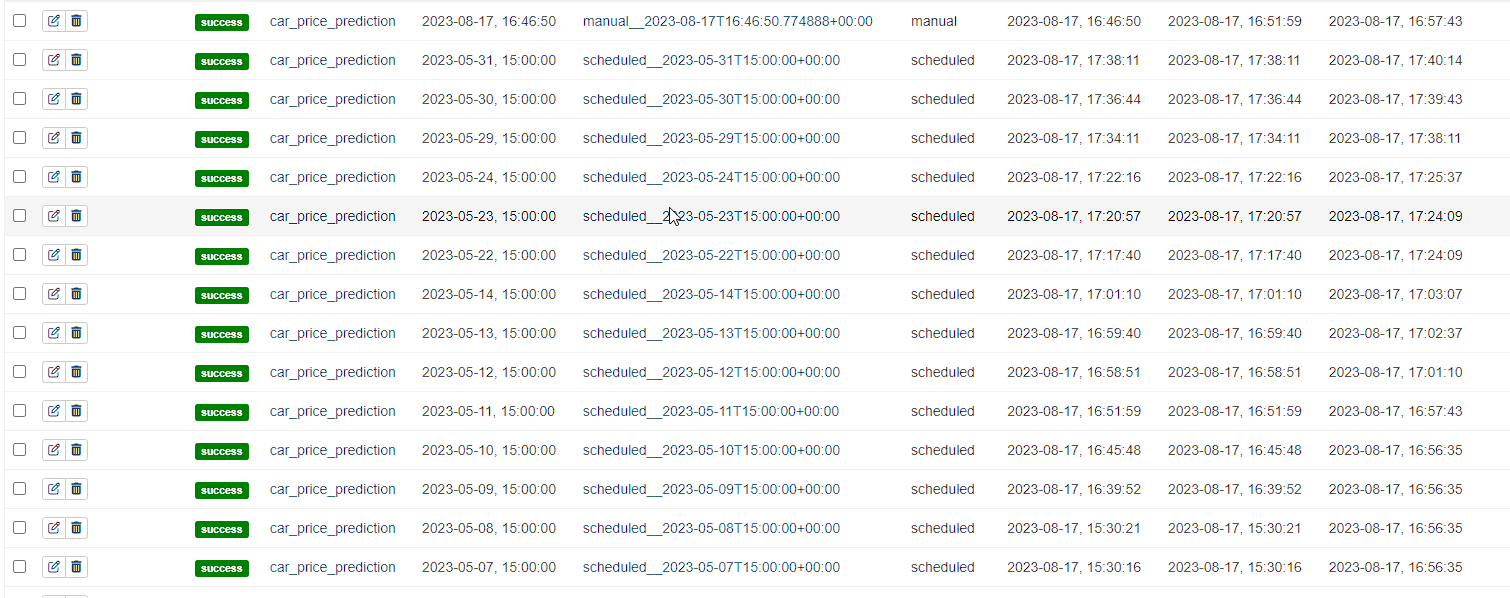 success car_price_prediction 2023-08-17, 16:46:50 manual__2023-08-17T16:46:50.774888+00:00 manual 2023-08-17, 16:46:50 2023-08-17, 16:51:59 2023-08-17, 16:57:43
success car_price_prediction 2023-05-31, 15:00:00 scheduled__2023-05-31T15:00:00+00:00 scheduled 2023-08-17, 17:38:11 2023-08-17, 17:38:11 2023-08-17, 17:40:14
success car_price_prediction 2023-05-30, 15:00:00 scheduled__2023-05-30T15:00:00+00:00 scheduled 2023-08-17, 17:36:44 2023-08-17, 17:36:44 2023-08-17, 17:39:43
success car_price_prediction 2023-05-29, 15:00:00 scheduled__2023-05-29T15:00:00+00:00 scheduled 2023-08-17, 17:34:11 2023-08-17, 17:34:11 2023-08-17, 17:38:11
success car_price_prediction 2023-05-24, 15:00:00 scheduled__2023-05-24T15:00:00+00:00 scheduled 2023-08-17, 17:22:16 2023-08-17, 17:22:16 2023-08-17, 17:25:37
success car_price_prediction 2023-05-23, 15:00:00 scheduled__2023-05-23T15:00:00+00:00 scheduled 2023-08-17, 17:20:57 2023-08-17, 17:20:57 2023-08-17, 17:24:09
success car_price_prediction 2023-05-22, 15:00:00 scheduled__2023-05-22T15:00:00+00:00 scheduled 2023-08-17, 17:17:40 2023-08-17, 17:17:40 2023-08-17, 17:24:09
success car_price_prediction 2023-05-14, 15:00:00 scheduled__2023-05-14T15:00:00+00:00 scheduled 2023-08-17, 17:01:10 2023-08-17, 17:01:10 2023-08-17, 17:03:07
success car_price_prediction 2023-05-13, 15:00:00 scheduled__2023-05-13T15:00:00+00:00 scheduled 2023-08-17, 16:59:40 2023-08-17, 16:59:40 2023-08-17, 17:02:37
success car_price_prediction 2023-05-12, 15:00:00 scheduled__2023-05-12T15:00:00+00:00 scheduled 2023-08-17, 16:58:51 2023-08-17, 16:58:51 2023-08-17, 17:01:10
success car_price_prediction 2023-05-11, 15:00:00 scheduled__2023-05-11T15:00:00+00:00 scheduled 2023-08-17, 16:51:59 2023-08-17, 16:51:59 2023-08-17, 16:57:43
success car_price_prediction 2023-05-10, 15:00:00 scheduled__2023-05-10T15:00:00+00:00 scheduled 2023-08-17, 16:45:48 2023-08-17, 16:45:48 2023-08-17, 16:56:35
success car_price_prediction 2023-05-09, 15:00:00 scheduled__2023-05-09T15:00:00+00:00 scheduled 2023-08-17, 16:39:52 2023-08-17, 16:39:52 2023-08-17, 16:56:35
success car_price_prediction 2023-05-08, 15:00:00 scheduled__2023-05-08T15:00:00+00:00 scheduled 2023-08-17, 15:30:21 2023-08-17, 15:30:21 2023-08-17, 16:56:35
success car_price_prediction 2023-05-07, 15:00:00 scheduled__2023-05-07T15:00:00+00:00 scheduled 2023-08-17, 15:30:16 2023-08-17, 15:30:16 2023-08-17, 16:56:35